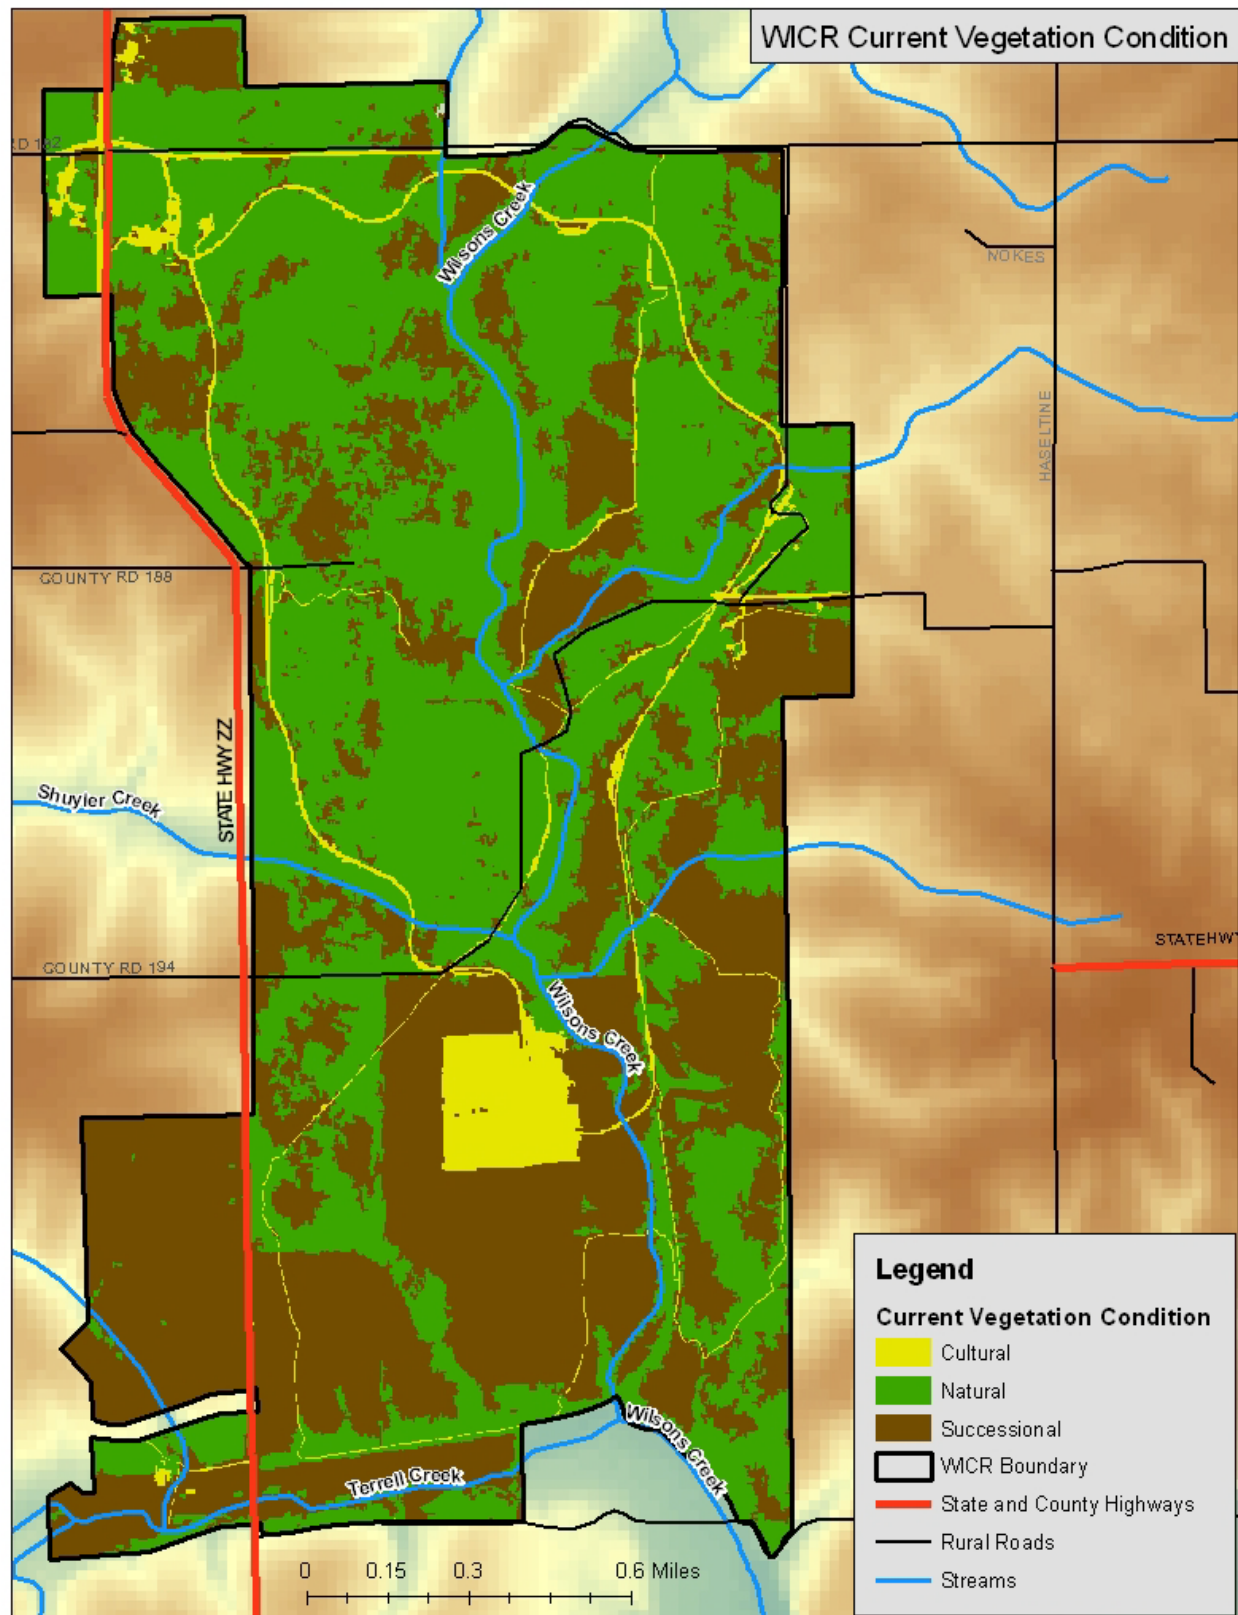 WICR Current Vegetation Condition
RD 182
Wilsons Creek
NOKES
HASELTINE
COUNTY RD 188
STATE HWY ZZ
Shuyler Creek
STATEHWY
COUNTY RD 194
Wilsons Creek
Wilsons Creek
Terrell Creek
0 0.15 0.3 0.6 Miles
Legend
Current Vegetation Condition
Cultural
Natural
Successional
WICR Boundary
State and County Highways
Rural Roads
Streams